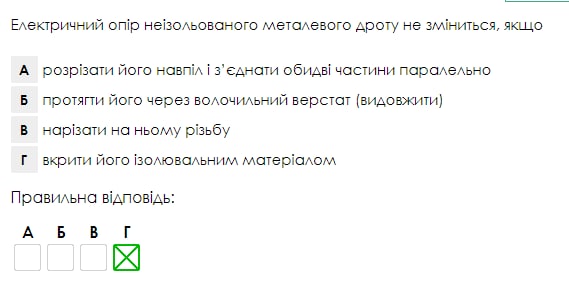 Електричний опір неізольованого металевого дроту не зміниться, якщо
А розрізати його навпіл і з’єднати обидві частини паралельно
Б протягти його через волочильний верстат (видовжити)
В нарізати на ньому різьбу
Г вкрити його ізолювальним матеріалом
Правильна відповідь:
А Б В Г